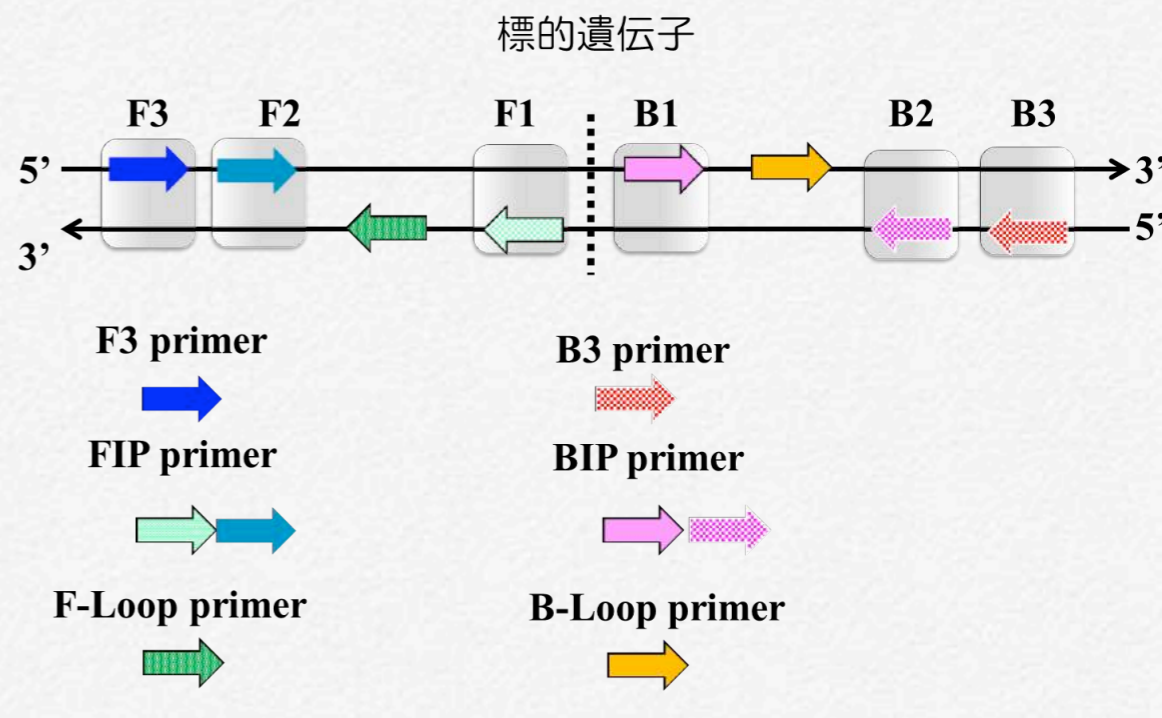 標的遺伝子
F3 F2 F1 B1 B2 B3
5’ 3’
3’ 5’
F3 primer
B3 primer
FIP primer
BIP primer
F-Loop primer
B-Loop primer